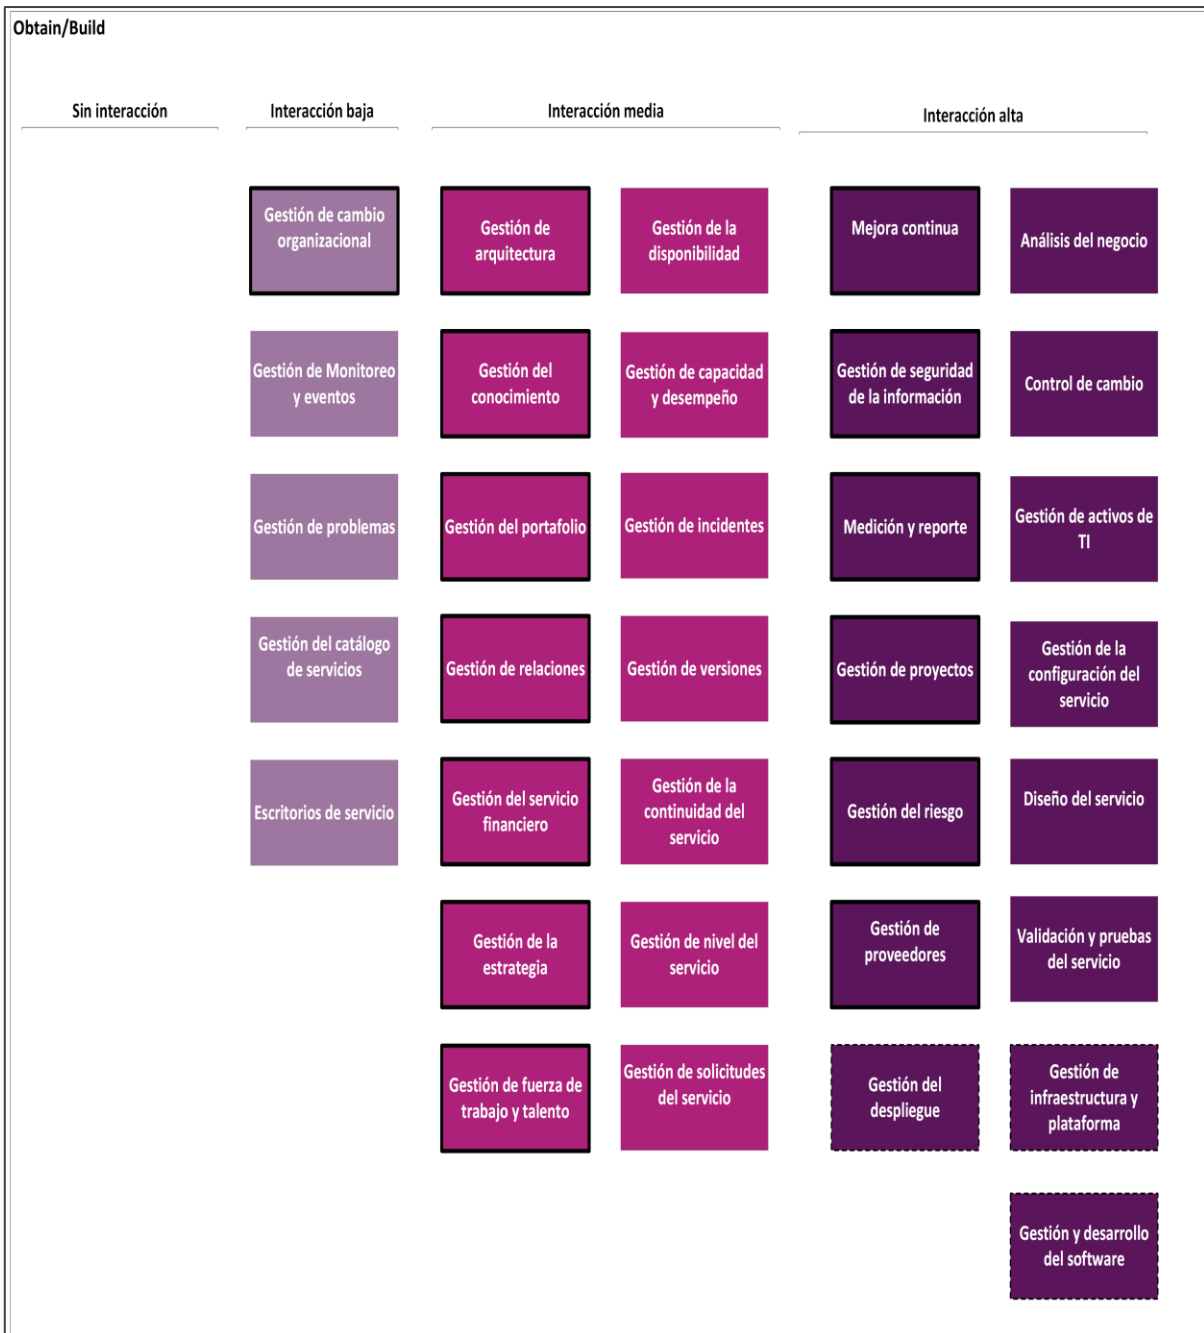 Obtain/Build
Sin interacción
Interacción baja
Interacción media
Interacción alta
Gestión de cambio
organizacional
Gestión de
arquitectura
Gestión de la
disponibilidad
Mejora continua
Análisis del negocio
Gestión de Monitoreo
y eventos
Gestión del
conocimiento
Gestión de capacidad
y desempeño
Gestión de seguridad
de la información
Control de cambio
Gestión de problemas
Gestión del portafolio
Gestión de incidentes
Medición y reporte
Gestión de activos de
TI
Gestión del catálogo
de servicios
Gestión de relaciones
Gestión de versiones
Gestión de proyectos
Gestión de la
configuración del
servicio
Escritorios de servicio
Gestión del servicio
financiero
Gestión de la
continuidad del
servicio
Gestión del riesgo
Diseño del servicio
Gestión de la
estrategia
Gestión de nivel del
servicio
Gestión de
proveedores
Validación y pruebas
del servicio
Gestión de fuerza de
trabajo y talento
Gestión de solicitudes
del servicio
Gestión del
despliegue
Gestión de
infraestructura y
plataforma
Gestión y desarrollo
del software